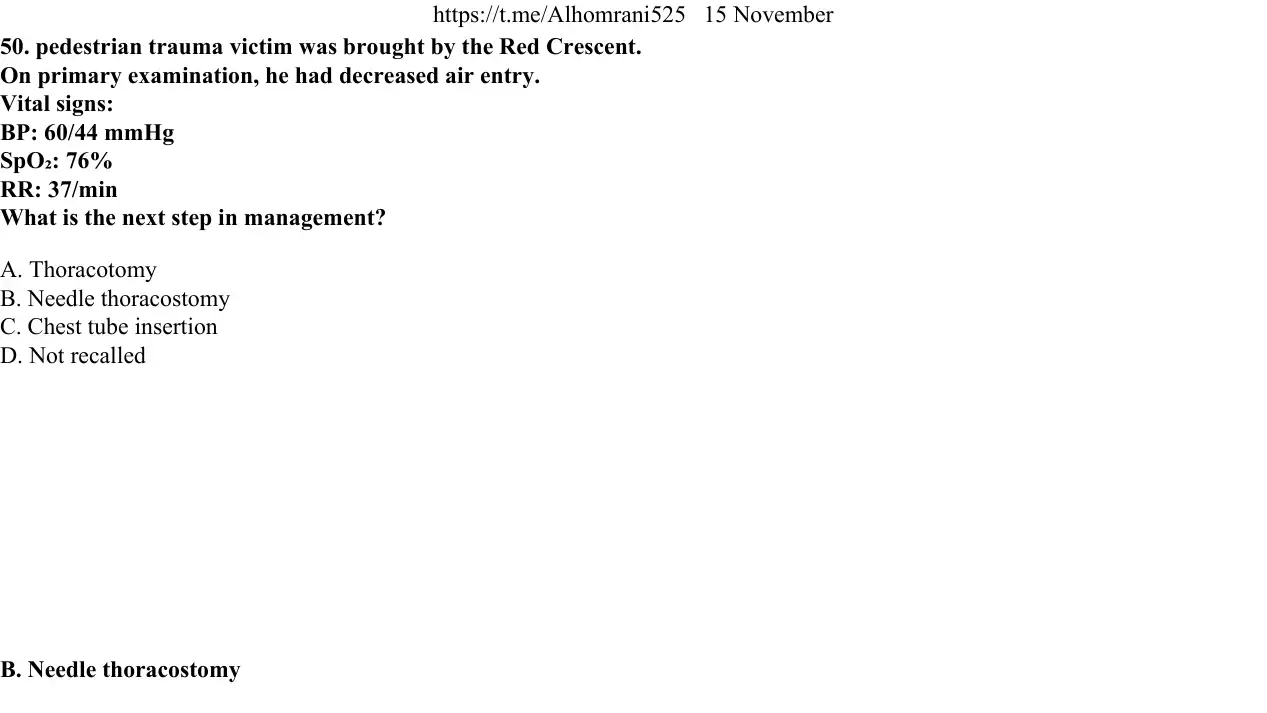 https://t.me/Alhomrani525 15 November
50. pedestrian trauma victim was brought by the Red Crescent.
On primary examination, he had decreased air entry.
Vital signs:
BP: 60/44 mmHg
SpO₂: 76%
RR: 37/min
What is the next step in management?
A. Thoracotomy
B. Needle thoracostomy
C. Chest tube insertion
D. Not recalled
B. Needle thoracostomy